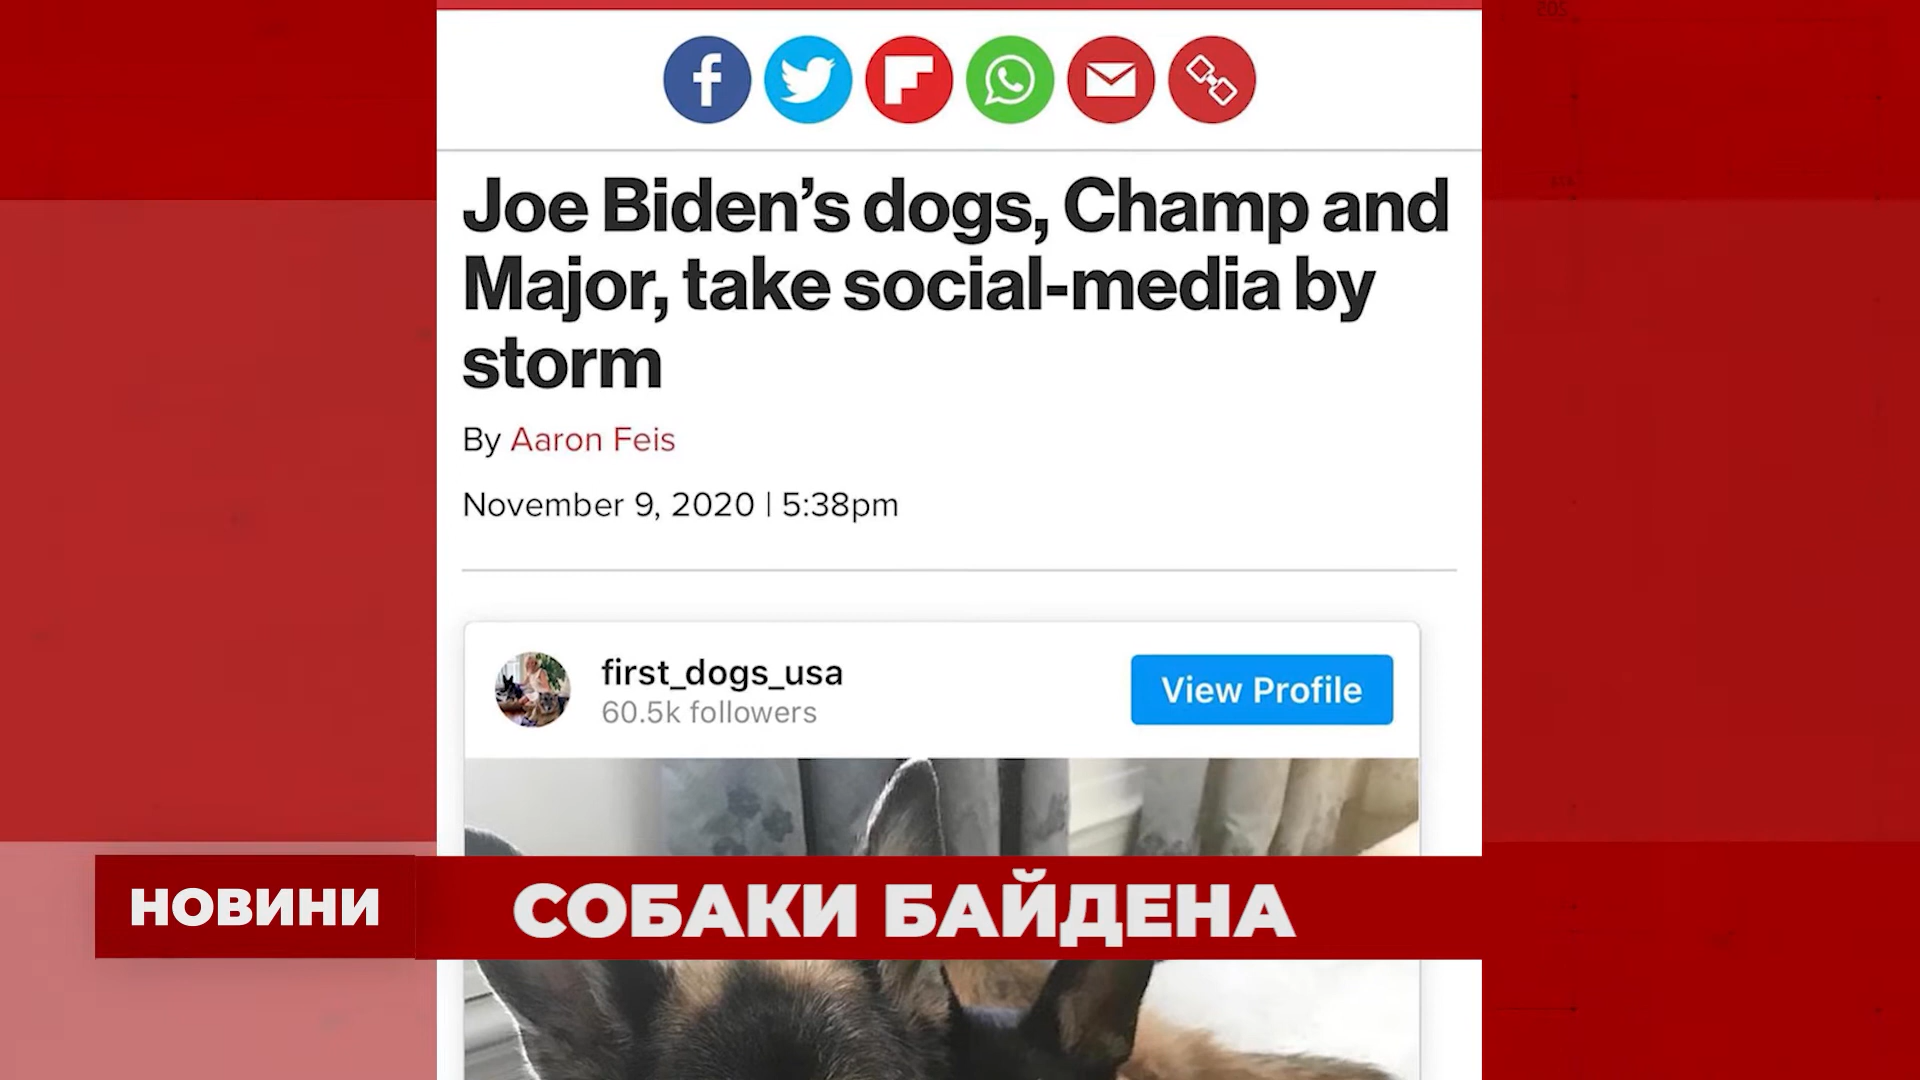 Joe Biden’s dogs, Champ and
Major, take social-media by
storm
By Aaron Feis
November 9, 2020 | 5:38pm
first_dogs_usa
60.5k followers
View Profile
НОВИНИ
СОБАКИ БАЙДЕНА